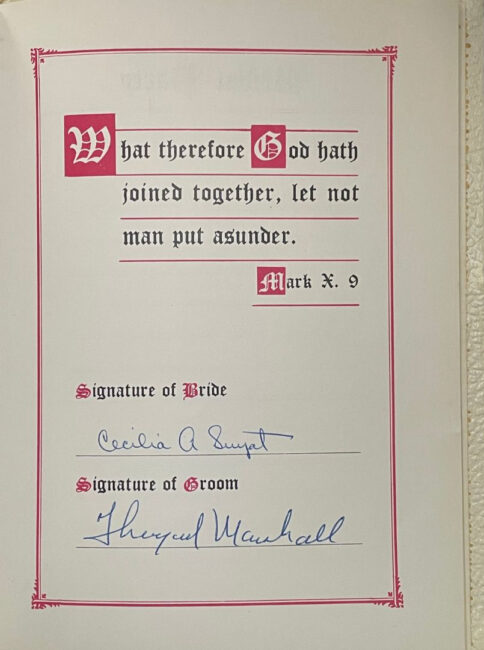 What therefore God hath
joined together, let not
man put asunder.
Mark X. 9
Signature of Bride
Cecilia A Suyat
Signature of Groom
Thurgood Marshall